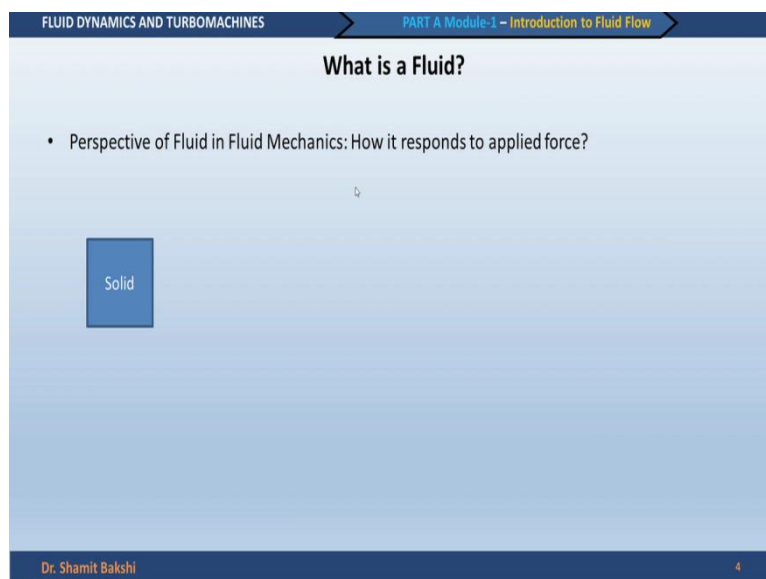 FLUID DYNAMICS AND TURBOMACHINES
PART A Module-1 – Introduction to Fluid Flow
What is a Fluid?
• Perspective of Fluid in Fluid Mechanics: How it responds to applied force?
Solid
Dr. Shamit Bakshi
4